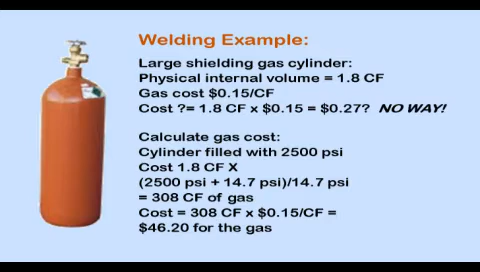 Welding Example:
Large shielding gas cylinder:
Physical internal volume = 1.8 CF
Gas cost $0.15/CF
Cost ?= 1.8 CF x $0.15 = $0.27? NO WAY!
Calculate gas cost:
Cylinder filled with 2500 psi
Cost 1.8 CF X
(2500 psi + 14.7 psi)/14.7 psi
= 308 CF of gas
Cost = 308 CF x $0.15/CF =
$46.20 for the gas